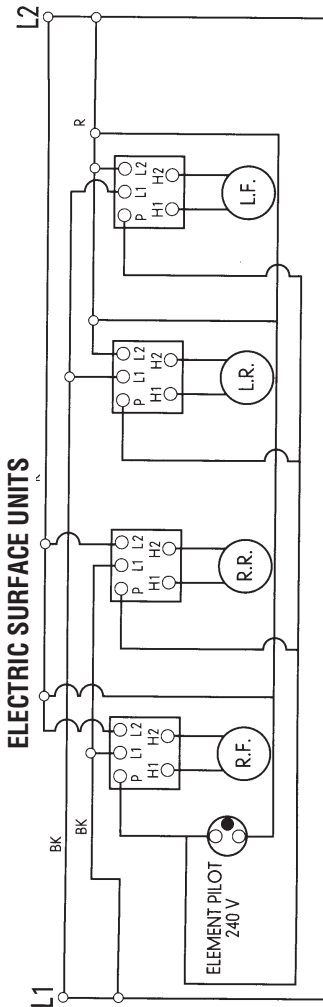 ELECTRIC SURFACE UNITS
L1
L2
BK
BK
R
P L1 L2
H1 H2
R.F.
P L1 L2
H1 H2
R.R.
P L1 L2
H1 H2
L.R.
P L1 L2
H1 H2
L.F.
ELEMENT PILOT
240 V